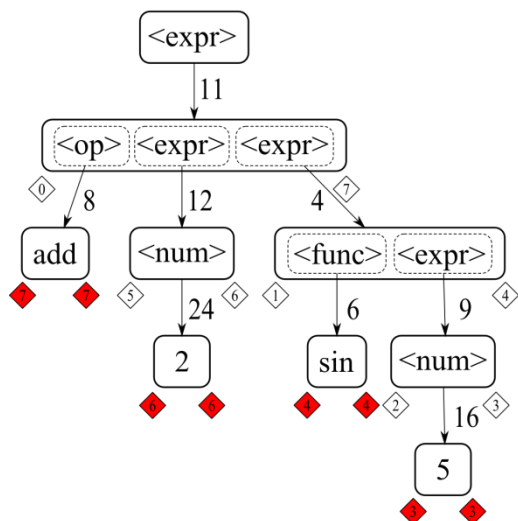 <expr>
11
<op> <expr> <expr>
0 7
8 12 4
add <num> <func> <expr>
7 7 5 6 1 4
24 6 9
2 sin <num>
6 6 4 4 2 3
16
5
3 3